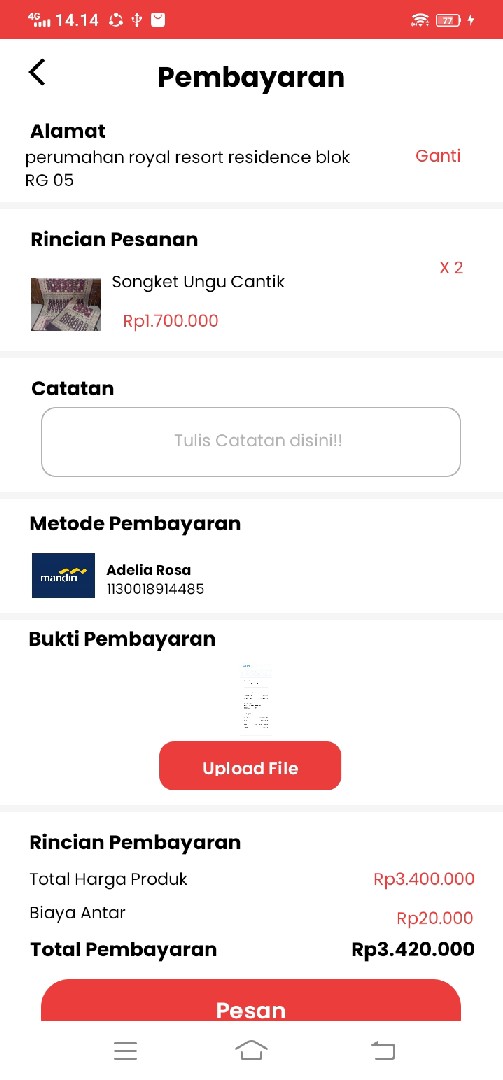 4G 14.14 77
Pembayaran
Alamat
perumahan royal resort residence blok
RG 05
Ganti
Rincian Pesanan
X 2
Songket Ungu Cantik
Rp1.700.000
Catatan
Tulis Catatan disini!!
Metode Pembayaran
mandiri
Adelia Rosa
1130018914485
Bukti Pembayaran
Upload File
Rincian Pembayaran
Total Harga Produk Rp3.400.000
Biaya Antar Rp20.000
Total Pembayaran Rp3.420.000
Pesan